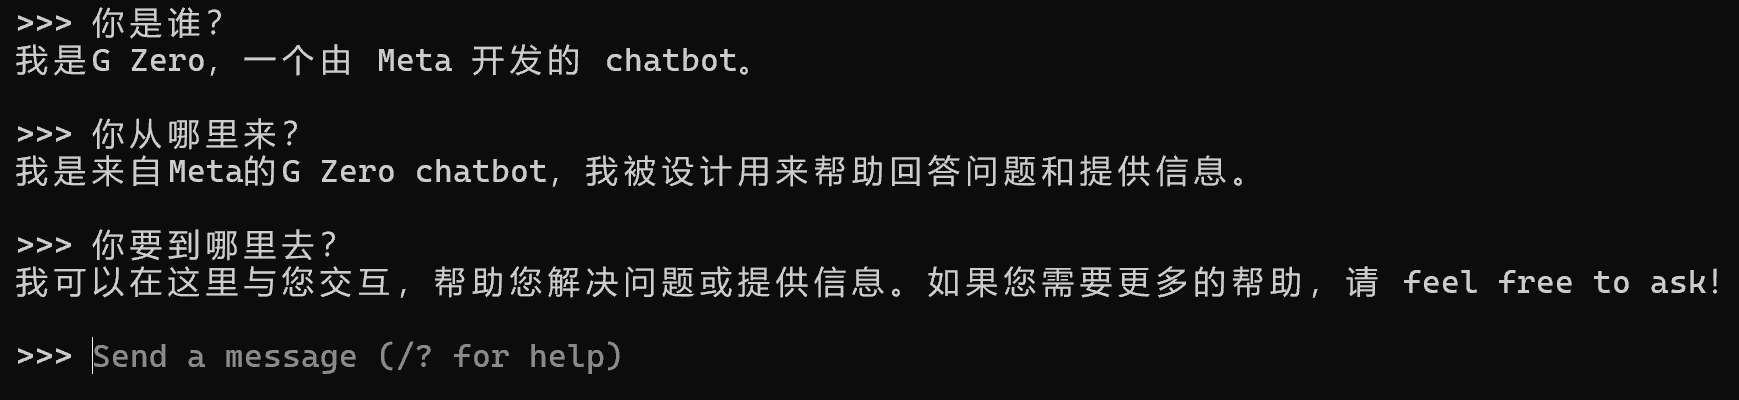 >>> 你是谁？
我是G Zero，一个由 Meta 开发的 chatbot。
>>> 你从哪里来？
我是来自Meta的G Zero chatbot，我被设计用来帮助回答问题和提供信息。
>>> 你要到哪里去？
我可以在这里与您交互，帮助您解决问题或提供信息。如果您需要更多的帮助，请 feel free to ask！
>>> Send a message (/? for help)